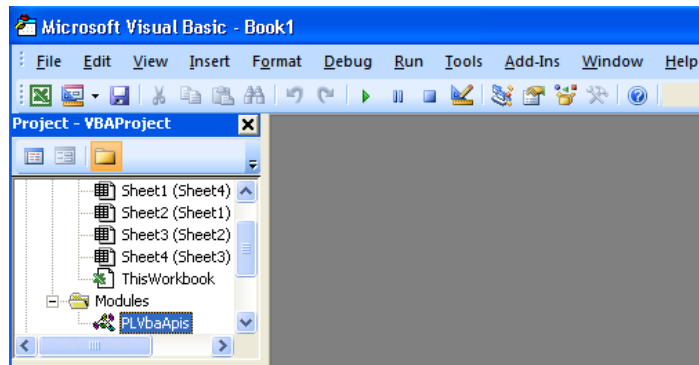 Microsoft Visual Basic - Book1
File Edit View Insert Format Debug Run Tools Add-Ins Window Help
Project - VBAProject
Sheet1 (Sheet4)
Sheet2 (Sheet1)
Sheet3 (Sheet2)
Sheet4 (Sheet3)
ThisWorkbook
Modules
PLVbaApis